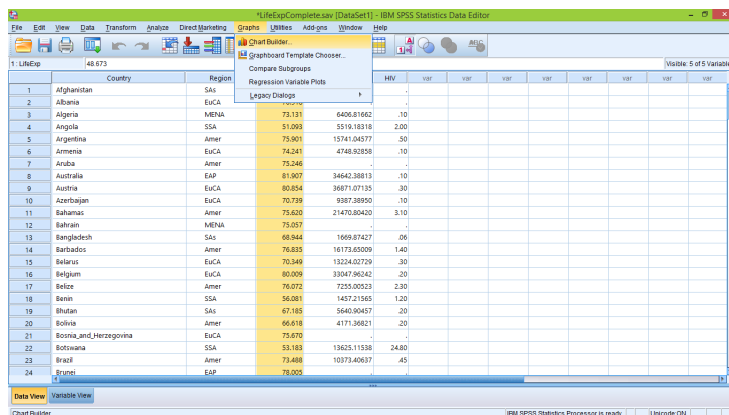 *LifeExpComplete.sav [DataSet1] - IBM SPSS Statistics Data Editor
File Edit View Data Transform Analyze Direct Marketing Graphs Utilities Add-ons Window Help
Chart Builder...
Graphboard Template Chooser...
Compare Subgroups
Regression Variable Plots
Legacy Dialogs
1 : LifeExp 48.673 Visible: 5 of 5 Variable
Country Region HIV var var var var var var var
1 Afghanistan SAs .
2 Albania EuCA .
3 Algeria MENA 73.131 6406.81662 .10
4 Angola SSA 51.093 5519.18318 2.00
5 Argentina Amer 75.901 15741.04577 .50
6 Armenia EuCA 74.241 4748.92858 .10
7 Aruba Amer 75.246 . .
8 Australia EAP 81.907 34642.38813 .10
9 Austria EuCA 80.854 36871.07135 .30
10 Azerbaijan EuCA 70.739 9387.38950 .10
11 Bahamas Amer 75.620 21470.80420 3.10
12 Bahrain MENA 75.057 . .
13 Bangladesh SAs 68.944 1669.87427 .06
14 Barbados Amer 76.835 16173.65009 1.40
15 Belarus EuCA 70.349 13224.02729 .30
16 Belgium EuCA 80.009 33047.96242 .20
17 Belize Amer 76.072 7255.00523 2.30
18 Benin SSA 56.081 1457.21565 1.20
19 Bhutan SAs 67.185 5640.90457 .20
20 Bolivia Amer 66.618 4171.36821 .20
21 Bosnia_and_Herzegovina EuCA 75.670 .
22 Botswana SSA 53.183 13625.11538 24.80
23 Brazil Amer 73.488 10373.40637 .45
24 Brunei EAP 78.005 .
Data View Variable View
Chart Builder... IBM SPSS Statistics Processor is ready Unicode:ON